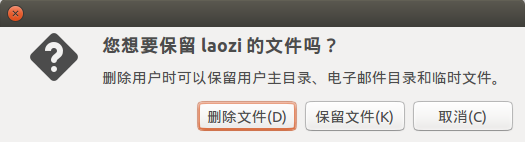 您想要保留 laozi 的文件吗？
删除用户时可以保留用户主目录、电子邮件目录和临时文件。
删除文件(D) 保留文件(K) 取消(C)